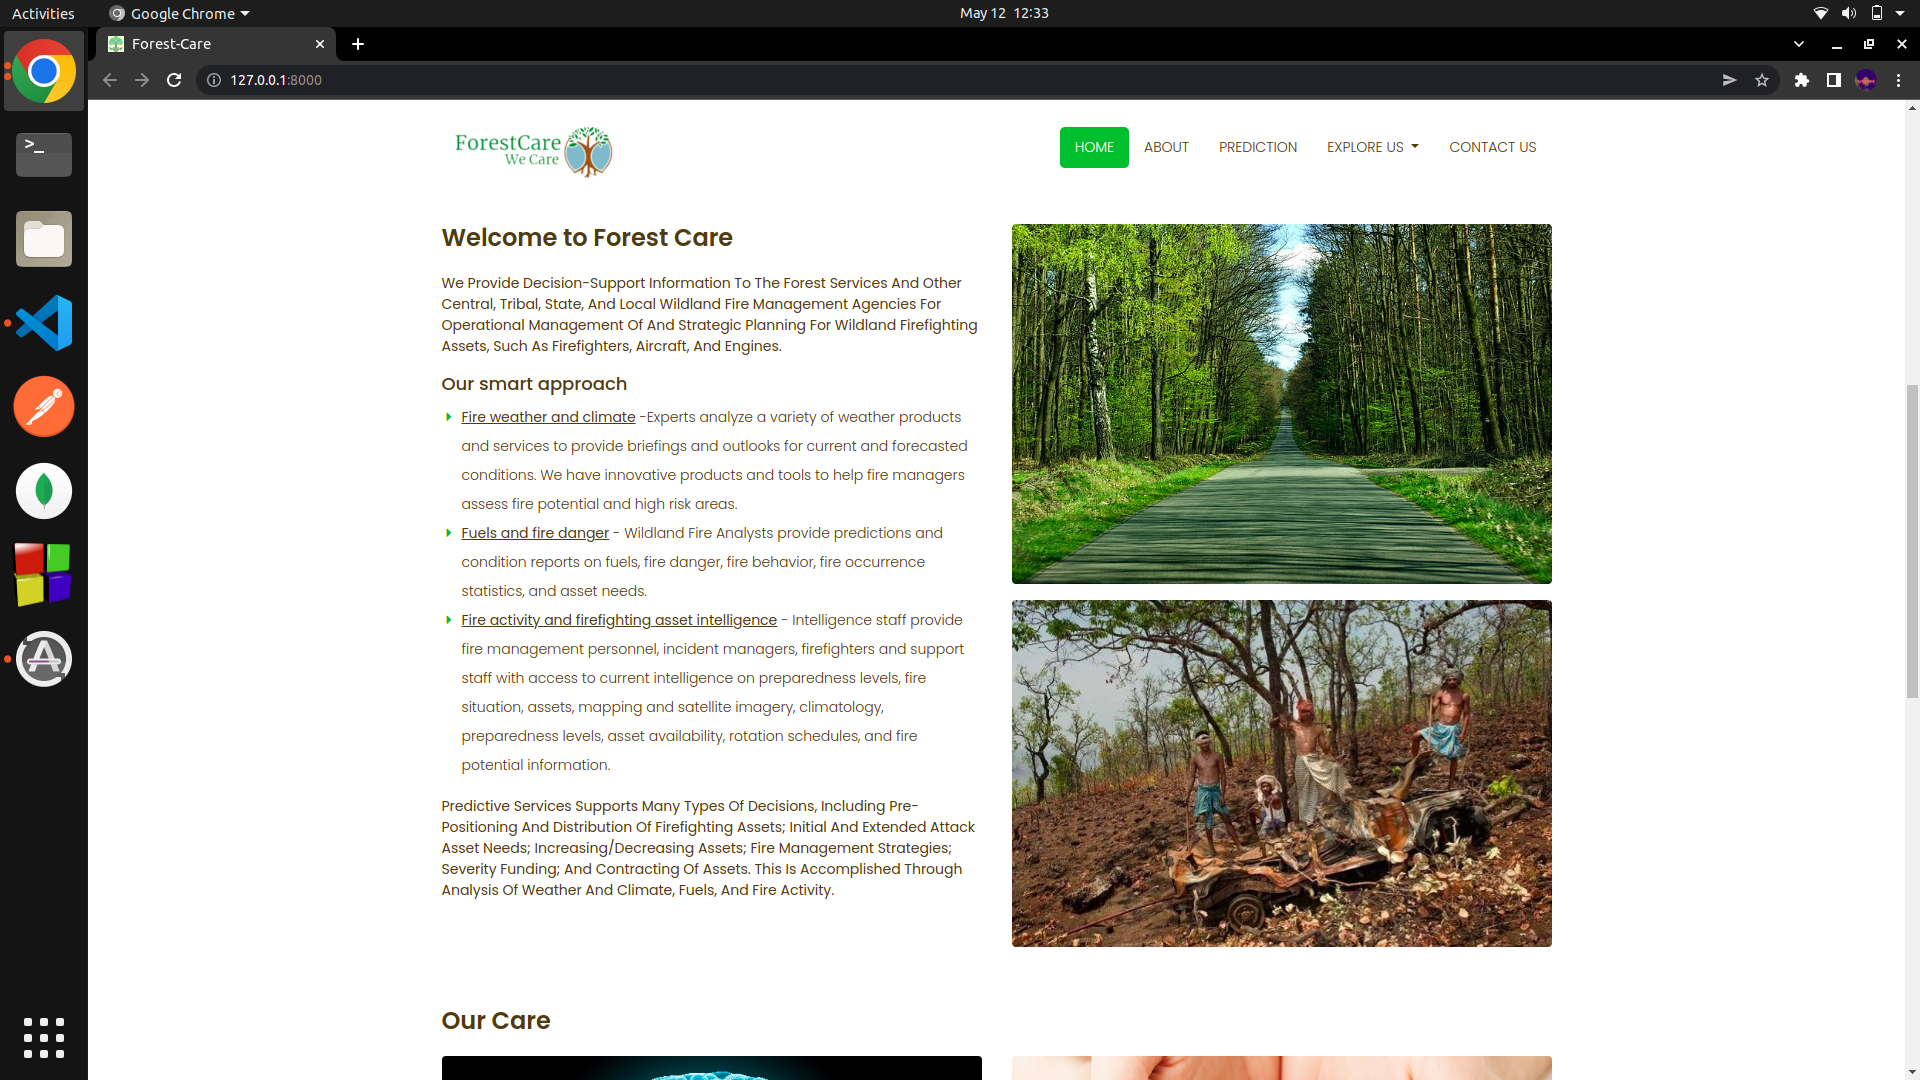 Activities
Google Chrome
May 12 12:33
Forest-Care
127.0.0.1:8000
ForestCare
We Care
HOME
ABOUT
PREDICTION
EXPLORE US
CONTACT US
Welcome to Forest Care
We Provide Decision-Support Information To The Forest Services And Other
Central, Tribal, State, And Local Wildland Fire Management Agencies For
Operational Management Of And Strategic Planning For Wildland Firefighting
Assets, Such As Firefighters, Aircraft, And Engines.
Our smart approach
Fire weather and climate -Experts analyze a variety of weather products
and services to provide briefings and outlooks for current and forecasted
conditions. We have innovative products and tools to help fire managers
assess fire potential and high risk areas.
Fuels and fire danger - Wildland Fire Analysts provide predictions and
condition reports on fuels, fire danger, fire behavior, fire occurrence
statistics, and asset needs.
Fire activity and firefighting asset intelligence - Intelligence staff provide
fire management personnel, incident managers, firefighters and support
staff with access to current intelligence on preparedness levels, fire
situation, assets, mapping and satellite imagery, climatology,
preparedness levels, asset availability, rotation schedules, and fire
potential information.
Predictive Services Supports Many Types Of Decisions, Including Pre-
Positioning And Distribution Of Firefighting Assets; Initial And Extended Attack
Asset Needs; Increasing/Decreasing Assets; Fire Management Strategies;
Severity Funding; And Contracting Of Assets. This Is Accomplished Through
Analysis Of Weather And Climate, Fuels, And Fire Activity.
Our Care